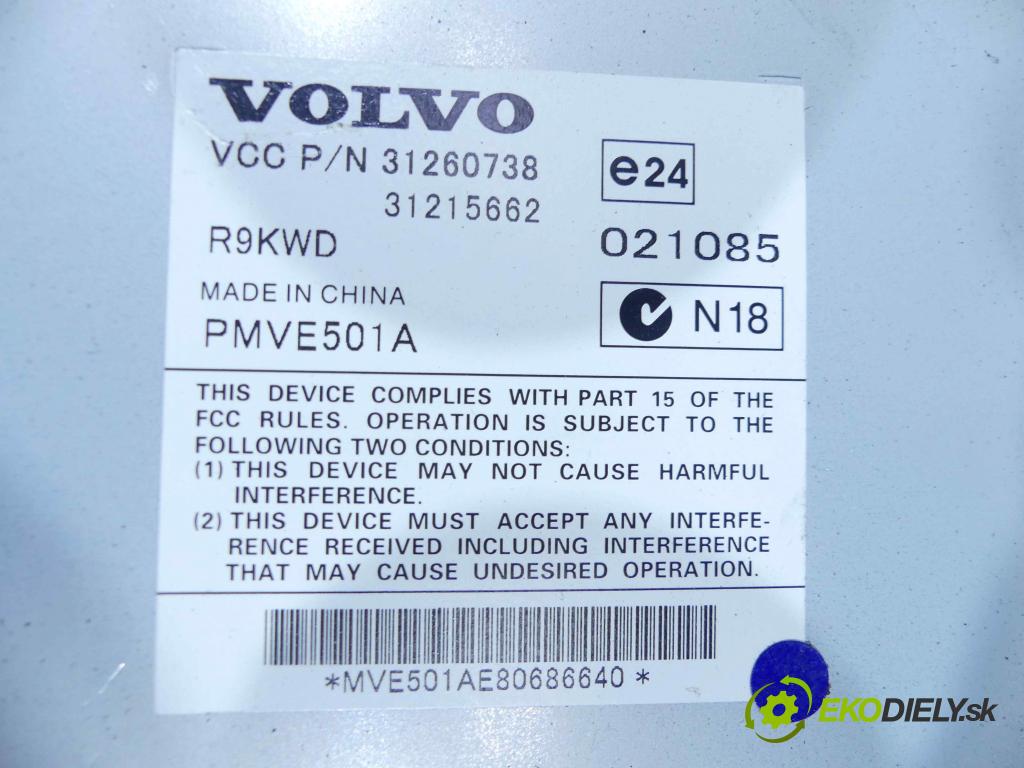 VOLVO
VCC P/N 31260738
31215662
e24
R9KWD
021085
MADE IN CHINA
PMVE501A
N18
THIS DEVICE COMPLIES WITH PART 15 OF THE
FCC RULES. OPERATION IS SUBJECT TO THE
FOLLOWING TWO CONDITIONS:
(1) THIS DEVICE MAY NOT CAUSE HARMFUL
INTERFERENCE.
(2) THIS DEVICE MUST ACCEPT ANY INTERFE-
RENCE RECEIVED INCLUDING INTERFERENCE
THAT MAY CAUSE UNDESIRED OPERATION.
*MVE501AE80686640*
EKODIELY.sk